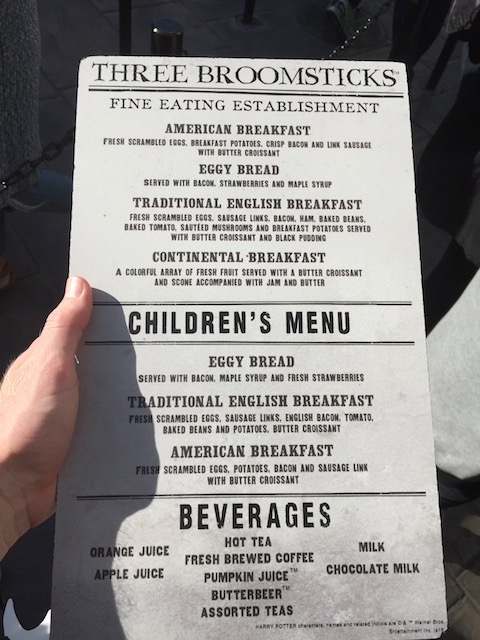 THREE BROOMSTICKS™
FINE EATING ESTABLISHMENT
AMERICAN BREAKFAST
FRESH SCRAMBLED EGGS, BREAKFAST POTATOES, CRISP BACON AND LINK SAUSAGE
WITH BUTTER CROISSANT
EGGY BREAD
SERVED WITH BACON, STRAWBERRIES AND MAPLE SYRUP
TRADITIONAL ENGLISH BREAKFAST
FRESH SCRAMBLED EGGS, SAUSAGE LINKS, BACON, HAM, BAKED BEANS,
BAKED TOMATO, SAUTÉED MUSHROOMS AND BREAKFAST POTATOES SERVED
WITH BUTTER CROISSANT AND BLACK PUDDING
CONTINENTAL BREAKFAST
A COLORFUL ARRAY OF FRESH FRUIT SERVED WITH A BUTTER CROISSANT
AND SCONE ACCOMPANIED WITH JAM AND BUTTER
CHILDREN'S MENU
EGGY BREAD
SERVED WITH BACON, MAPLE SYRUP AND FRESH STRAWBERRIES
TRADITIONAL ENGLISH BREAKFAST
FRESH SCRAMBLED EGGS, SAUSAGE LINKS, ENGLISH BACON, TOMATO,
BAKED BEANS AND POTATOES, BUTTER CROISSANT
AMERICAN BREAKFAST
FRESH SCRAMBLED EGGS, POTATOES, BACON AND SAUSAGE LINK
WITH BUTTER CROISSANT
BEVERAGES
ORANGE JUICE
APPLE JUICE
HOT TEA
FRESH BREWED COFFEE
PUMPKIN JUICE™
BUTTERBEER™
ASSORTED TEAS
MILK
CHOCOLATE MILK
HARRY POTTER characters, names and related indicia are © & ™ Warner Bros.
Entertainment Inc.